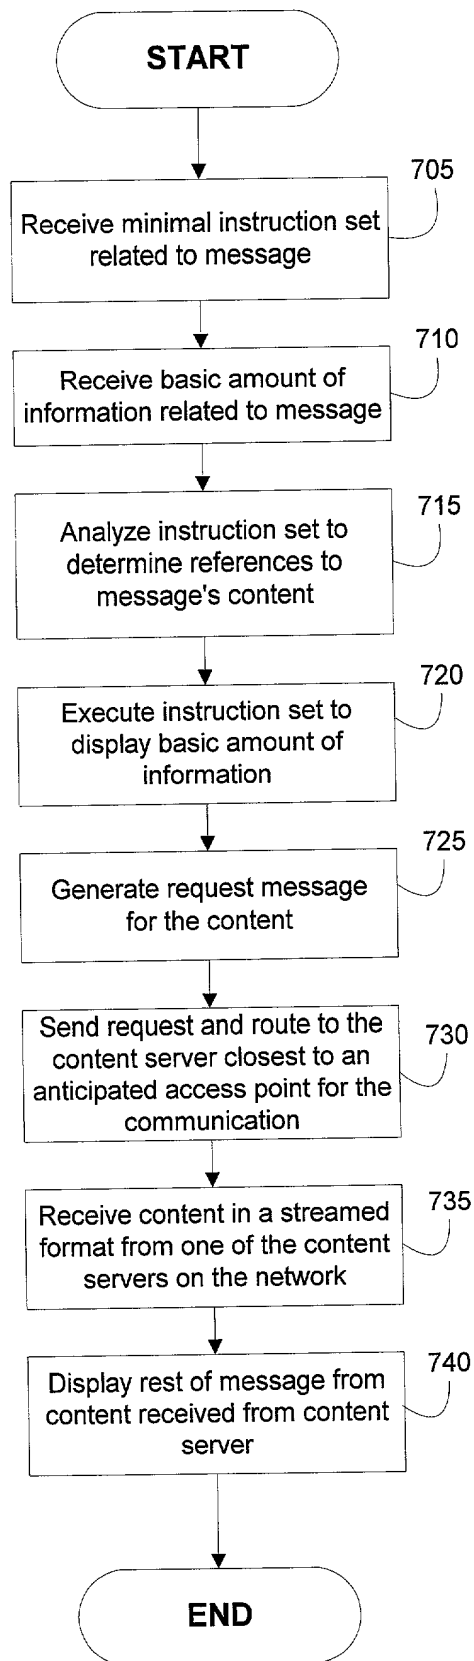 START
705
Receive minimal instruction set
related to message
710
Receive basic amount of
information related to message
715
Analyze instruction set to
determine references to
message's content
720
Execute instruction set to
display basic amount of
information
725
Generate request message
for the content
730
Send request and route to the
content server closest to an
anticipated access point for the
communication
735
Receive content in a streamed
format from one of the content
servers on the network
740
Display rest of message from
content received from content
server
END